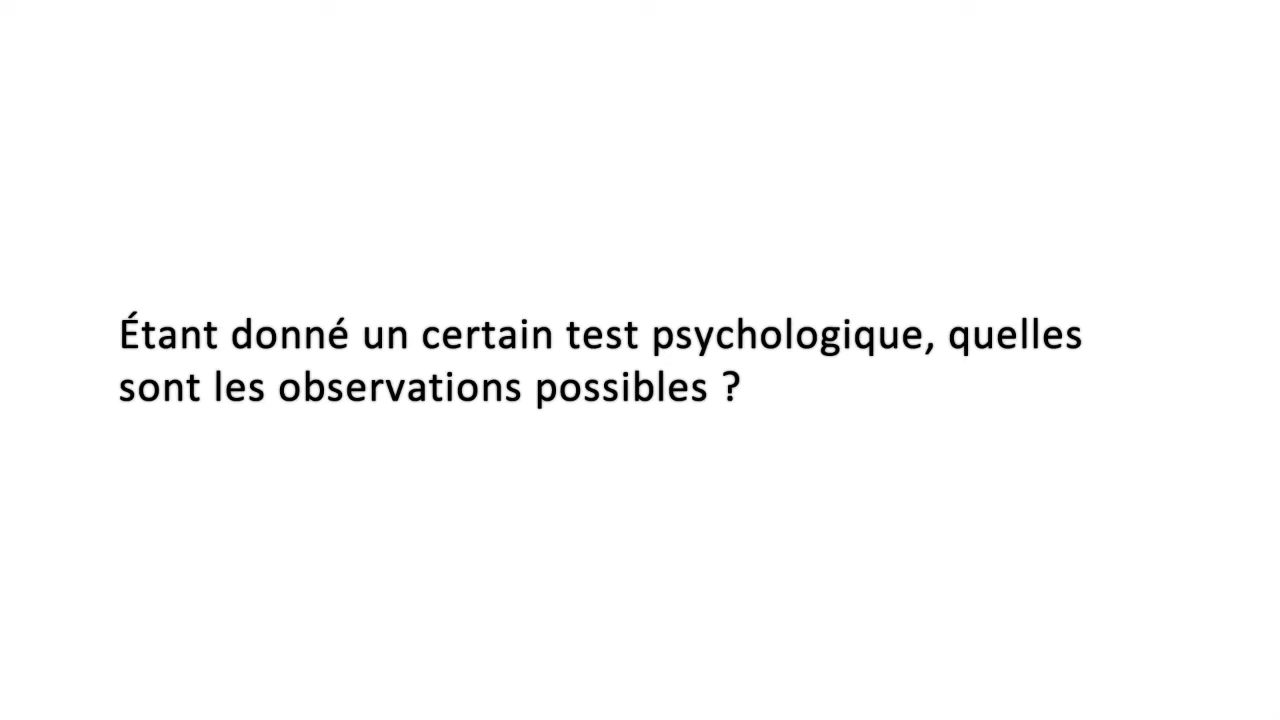 Étant donné un certain test psychologique, quelles
sont les observations possibles ?